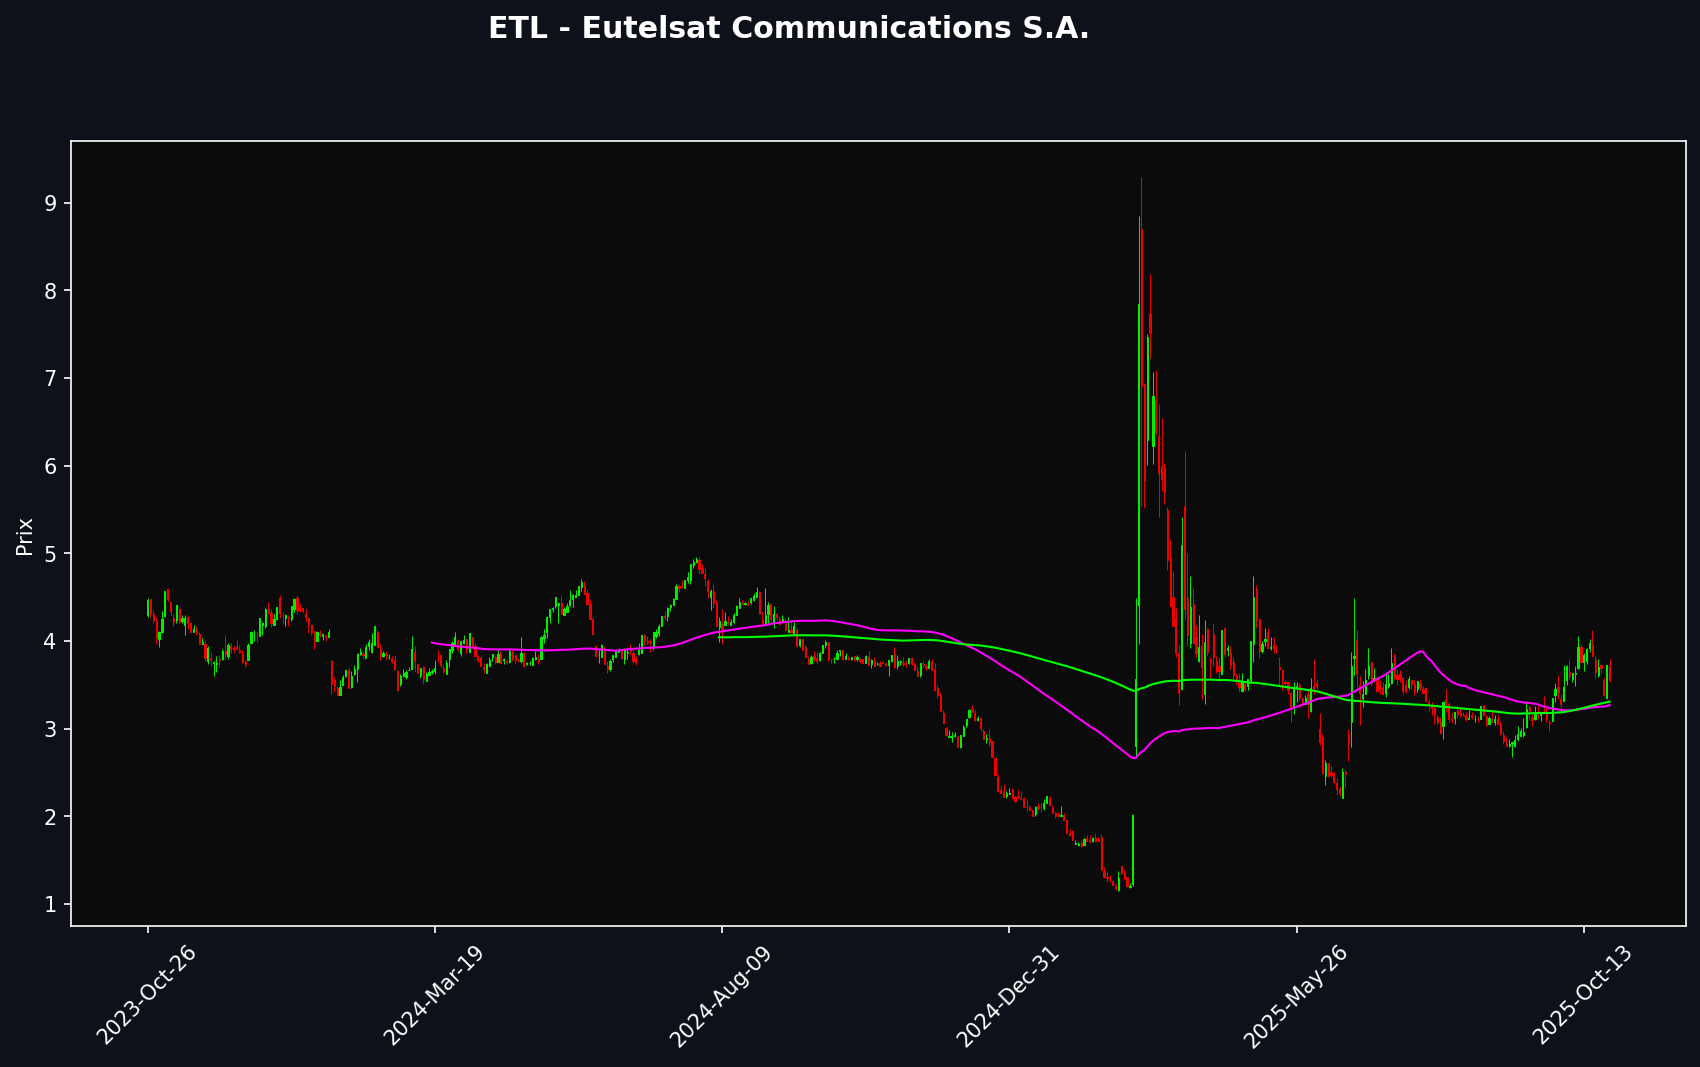 ETL - Eutelsat Communications S.A.
Prix
9
8
7
6
5
4
3
2
1
2023-Oct-26
2024-Mar-19
2024-Aug-09
2024-Dec-31
2025-May-26
2025-Oct-13